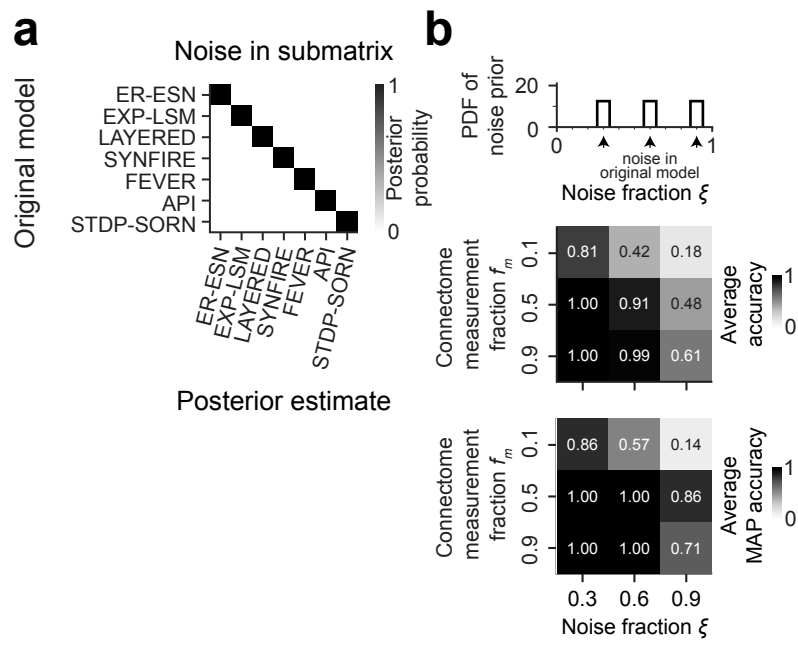 a
Noise in submatrix
Original model
ER-ESN
EXP-LSM
LAYERED
SYNFIRE
FEVER
API
STDP-SORN
1
0
Posterior
probability
ER-ESN
EXP-LSM
LAYERED
SYNFIRE
FEVER
API
STDP-SORN
Posterior estimate
b
PDF of
noise prior
20
0
0
1
noise in
original model
Noise fraction ξ
Connectome
measurement
fraction fm
0.1
0.5
0.9
0.81 0.42 0.18
1.00 0.91 0.48
1.00 0.99 0.61
Average
accuracy
1
0
Connectome
measurement
fraction fm
0.1
0.5
0.9
0.86 0.57 0.14
1.00 1.00 0.86
1.00 1.00 0.71
Average
MAP accuracy
1
0
0.3 0.6 0.9
Noise fraction ξ